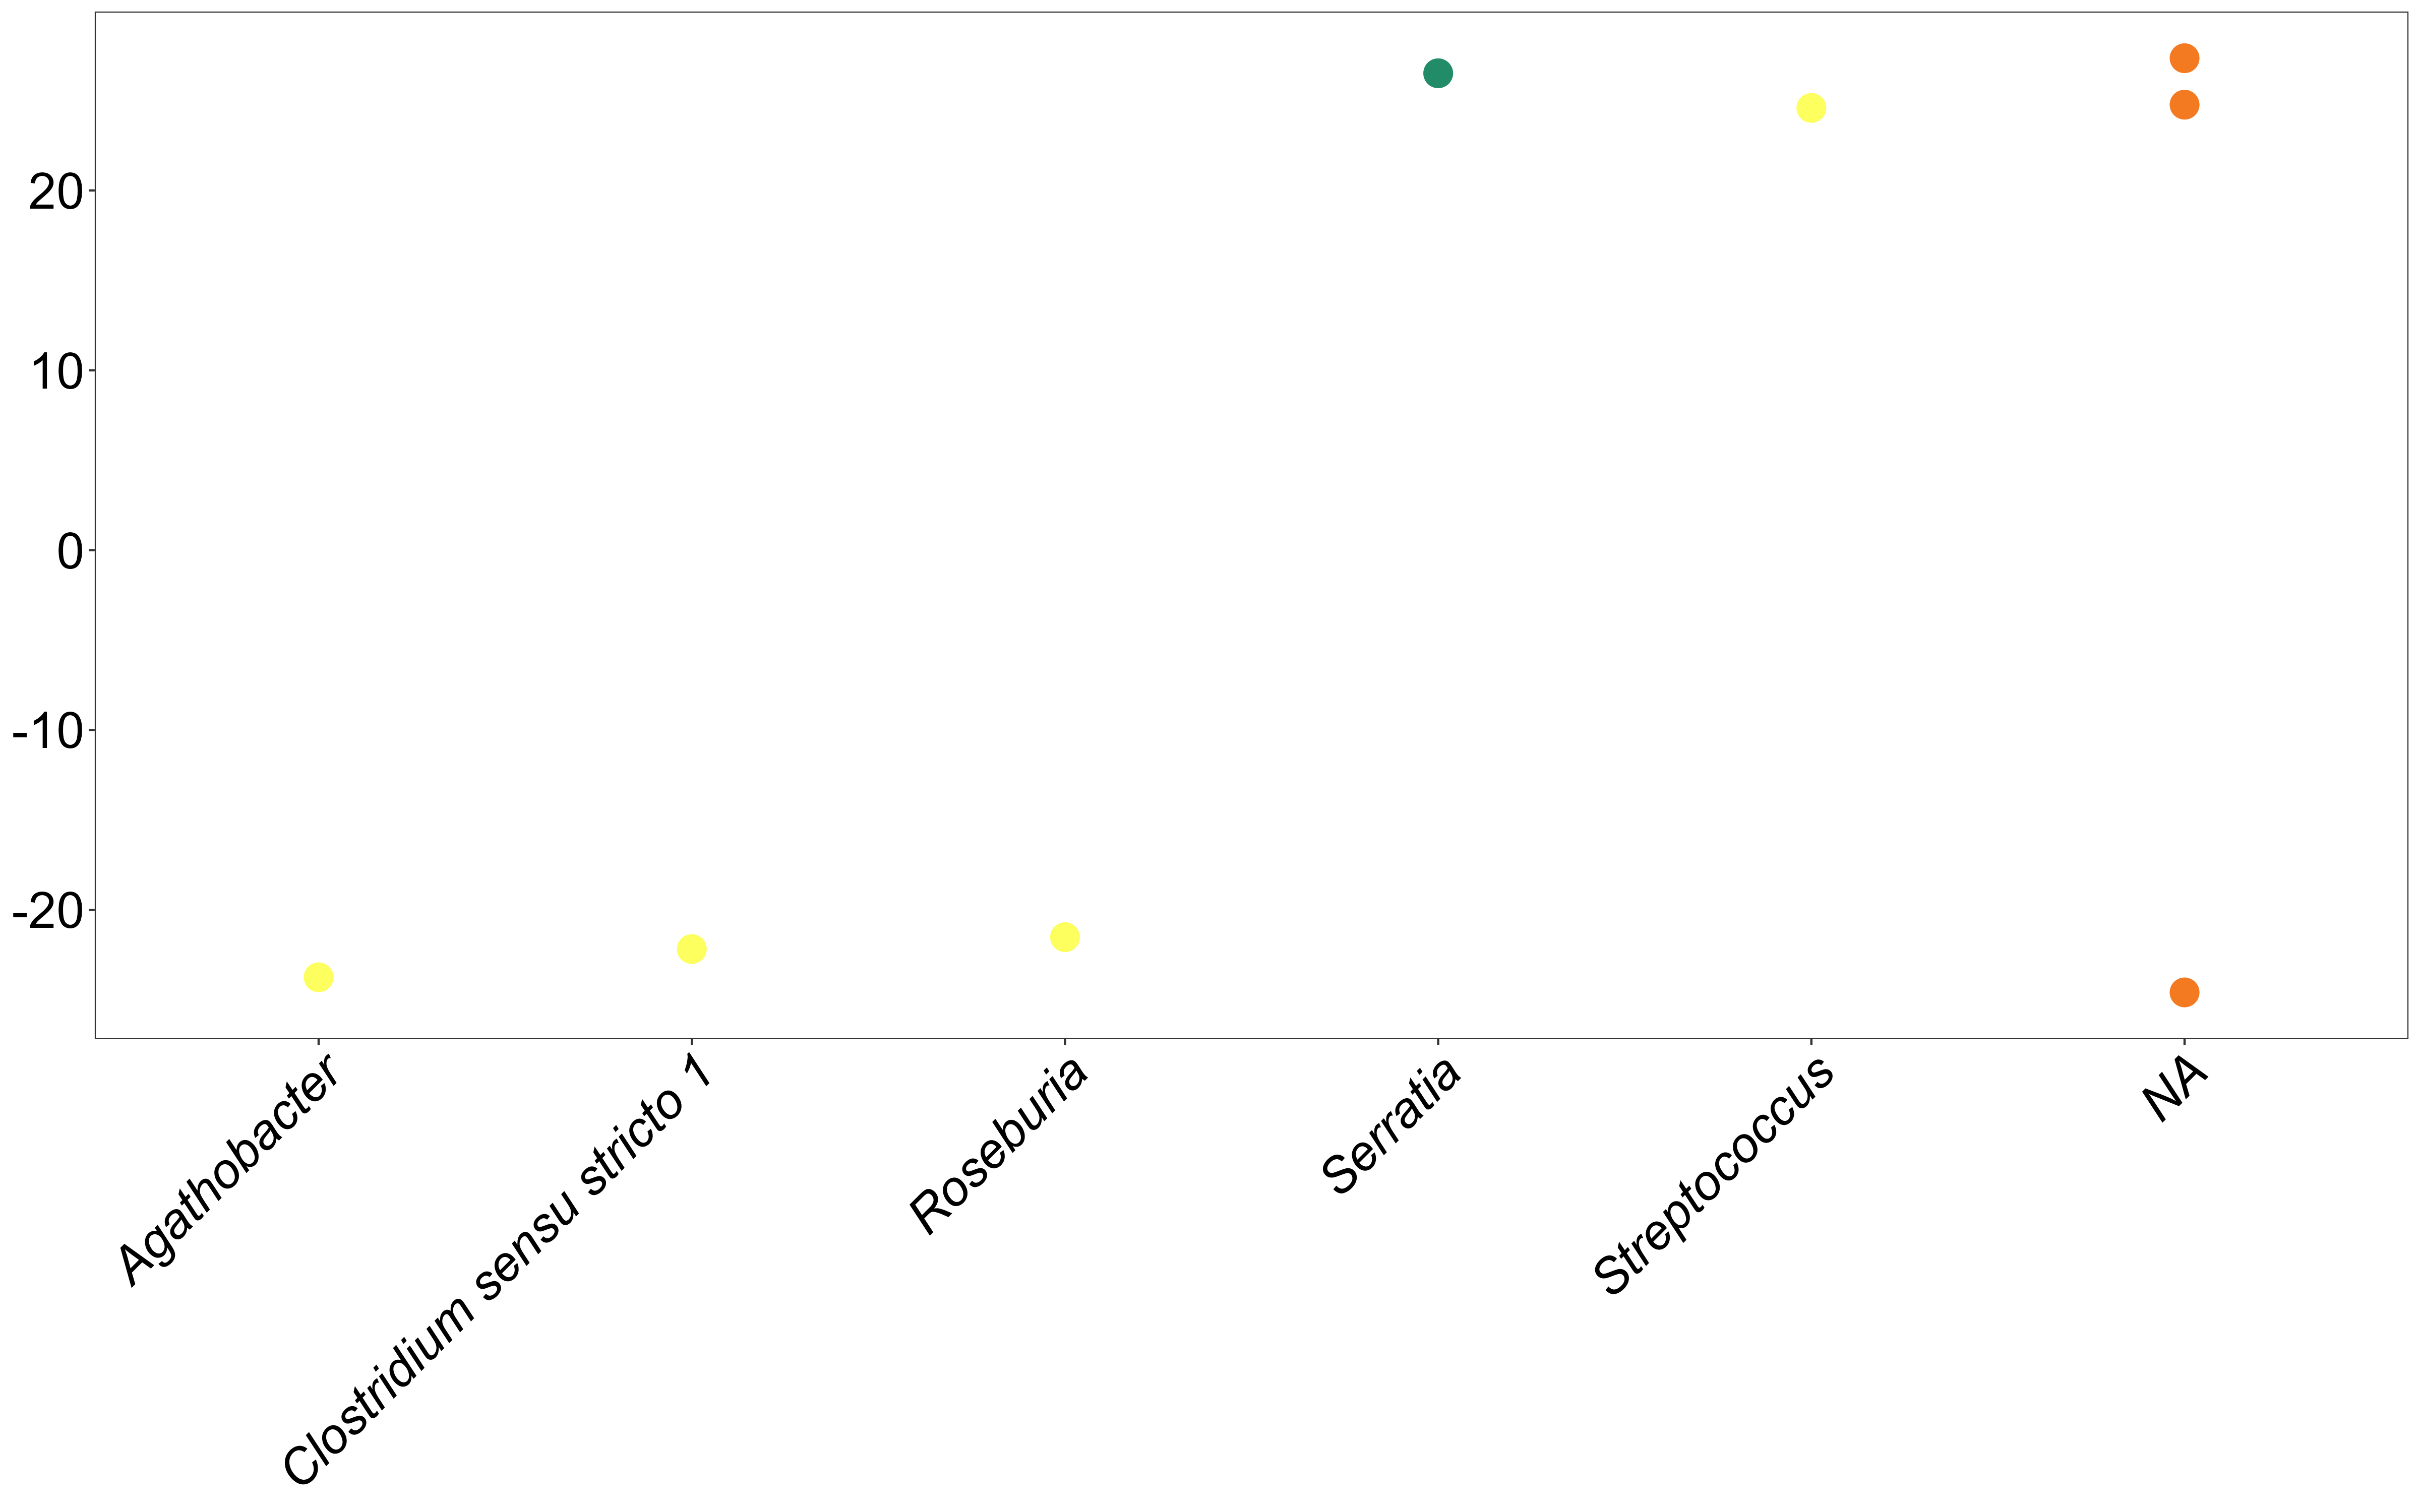 20
10
0
-10
-20
Agathobacter
Clostridium sensu stricto 1
Roseburia
Serratia
Streptococcus
NA